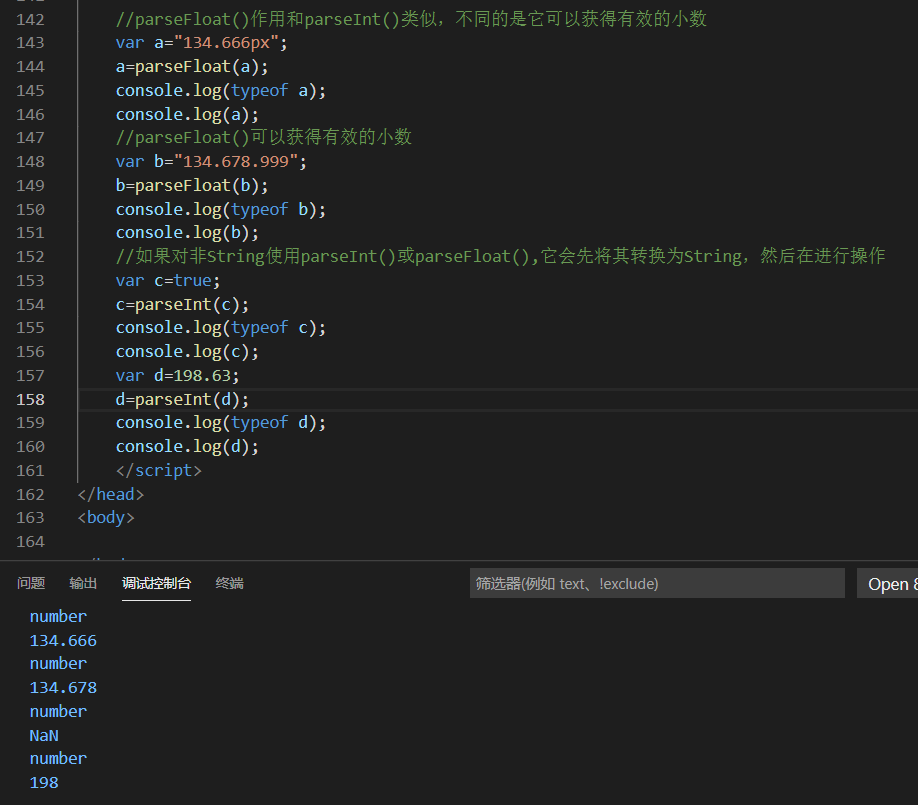 142 //parseFloat()作用和parseInt()类似，不同的是它可以获得有效的小数
143 var a="134.666px";
144 a=parseFloat(a);
145 console.log(typeof a);
146 console.log(a);
147 //parseFloat()可以获得有效的小数
148 var b="134.678.999";
149 b=parseFloat(b);
150 console.log(typeof b);
151 console.log(b);
152 //如果对非String使用parseInt()或parseFloat(),它会先将其转换为String，然后在进行操作
153 var c=true;
154 c=parseInt(c);
155 console.log(typeof c);
156 console.log(c);
157 var d=198.63;
158 d=parseInt(d);
159 console.log(typeof d);
160 console.log(d);
161 </script>
162 </head>
163 <body>
164
问题 输出 调试控制台 终端 筛选器(例如 text、!exclude) Open
number
134.666
number
134.678
number
NaN
number
198